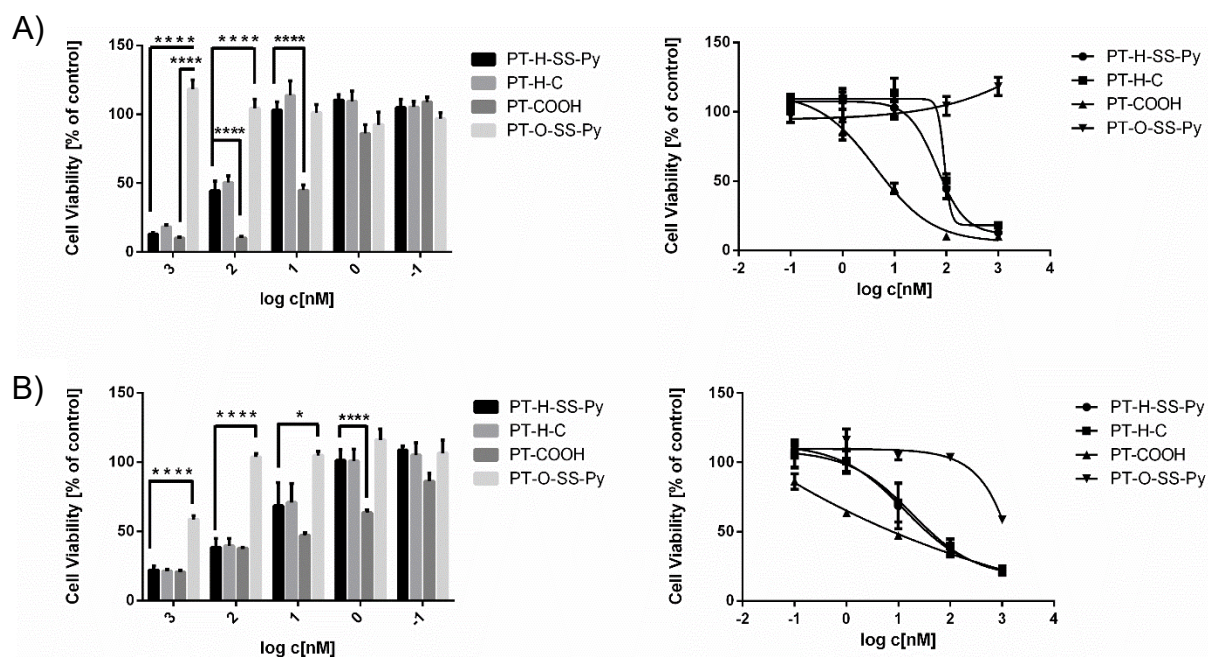 A)
Cell Viability [% of control]
150
100
50
0
**** **** ****
****
****
3 2 1 0 -1
log c[nM]
PT-H-SS-Py
PT-H-C
PT-COOH
PT-O-SS-Py
Cell Viability [% of control]
150
100
50
0
-2 -1 0 1 2 3 4
log c[nM]
PT-H-SS-Py
PT-H-C
PT-COOH
PT-O-SS-Py
B)
Cell Viability [% of control]
150
100
50
0
**** **** * ****
3 2 1 0 -1
log c[nM]
PT-H-SS-Py
PT-H-C
PT-COOH
PT-O-SS-Py
Cell Viability [% of control]
150
100
50
0
-2 -1 0 1 2 3 4
log c[nM]
PT-H-SS-Py
PT-H-C
PT-COOH
PT-O-SS-Py